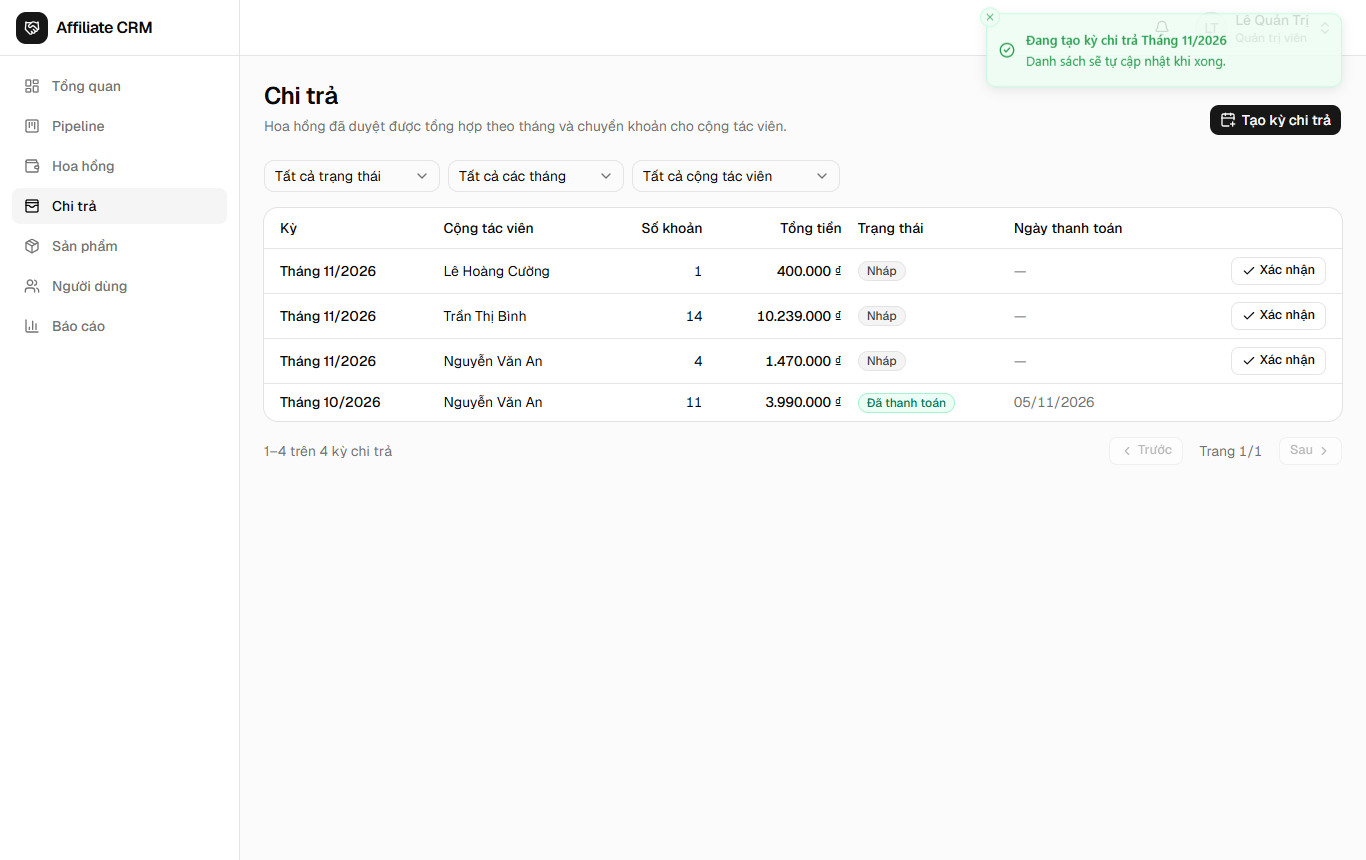 Affiliate CRM
Tổng quan
Pipeline
Hoa hồng
Chi trả
Sản phẩm
Người dùng
Báo cáo
LT
Lê Quản Trị
Quản trị viên
Đang tạo kỳ chi trả Tháng 11/2026
Danh sách sẽ tự cập nhật khi xong.
Chi trả
Hoa hồng đã duyệt được tổng hợp theo tháng và chuyển khoản cho cộng tác viên.
Tạo kỳ chi trả
Tất cả trạng thái
Tất cả các tháng
Tất cả cộng tác viên
Kỳ Cộng tác viên Số khoản Tổng tiền Trạng thái Ngày thanh toán
Tháng 11/2026 Lê Hoàng Cường 1 400.000 ₫ Nháp — Xác nhận
Tháng 11/2026 Trần Thị Bình 14 10.239.000 ₫ Nháp — Xác nhận
Tháng 11/2026 Nguyễn Văn An 4 1.470.000 ₫ Nháp — Xác nhận
Tháng 10/2026 Nguyễn Văn An 11 3.990.000 ₫ Đã thanh toán 05/11/2026
1–4 trên 4 kỳ chi trả
Trước Trang 1/1 Sau